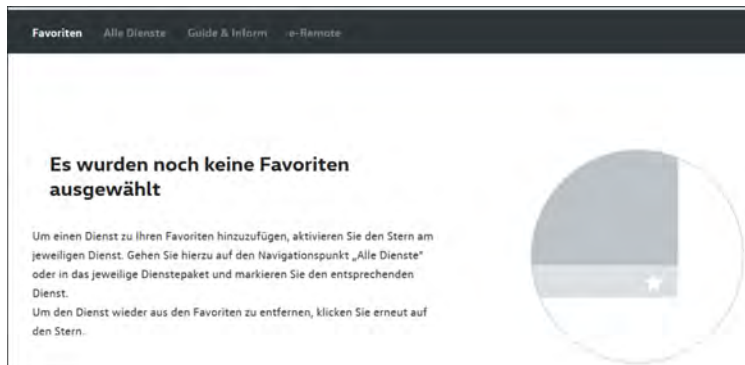 Favoriten Alle Dienste Guide & Inform e-Remote
Es wurden noch keine Favoriten
ausgewählt
Um einen Dienst zu Ihren Favoriten hinzuzufügen, aktivieren Sie den Stern am
jeweiligen Dienst. Gehen Sie hierzu auf den Navigationspunkt „Alle Dienste"
oder in das jeweilige Dienstepaket und markieren Sie den entsprechenden
Dienst.
Um den Dienst wieder aus den Favoriten zu entfernen, klicken Sie erneut auf
den Stern.